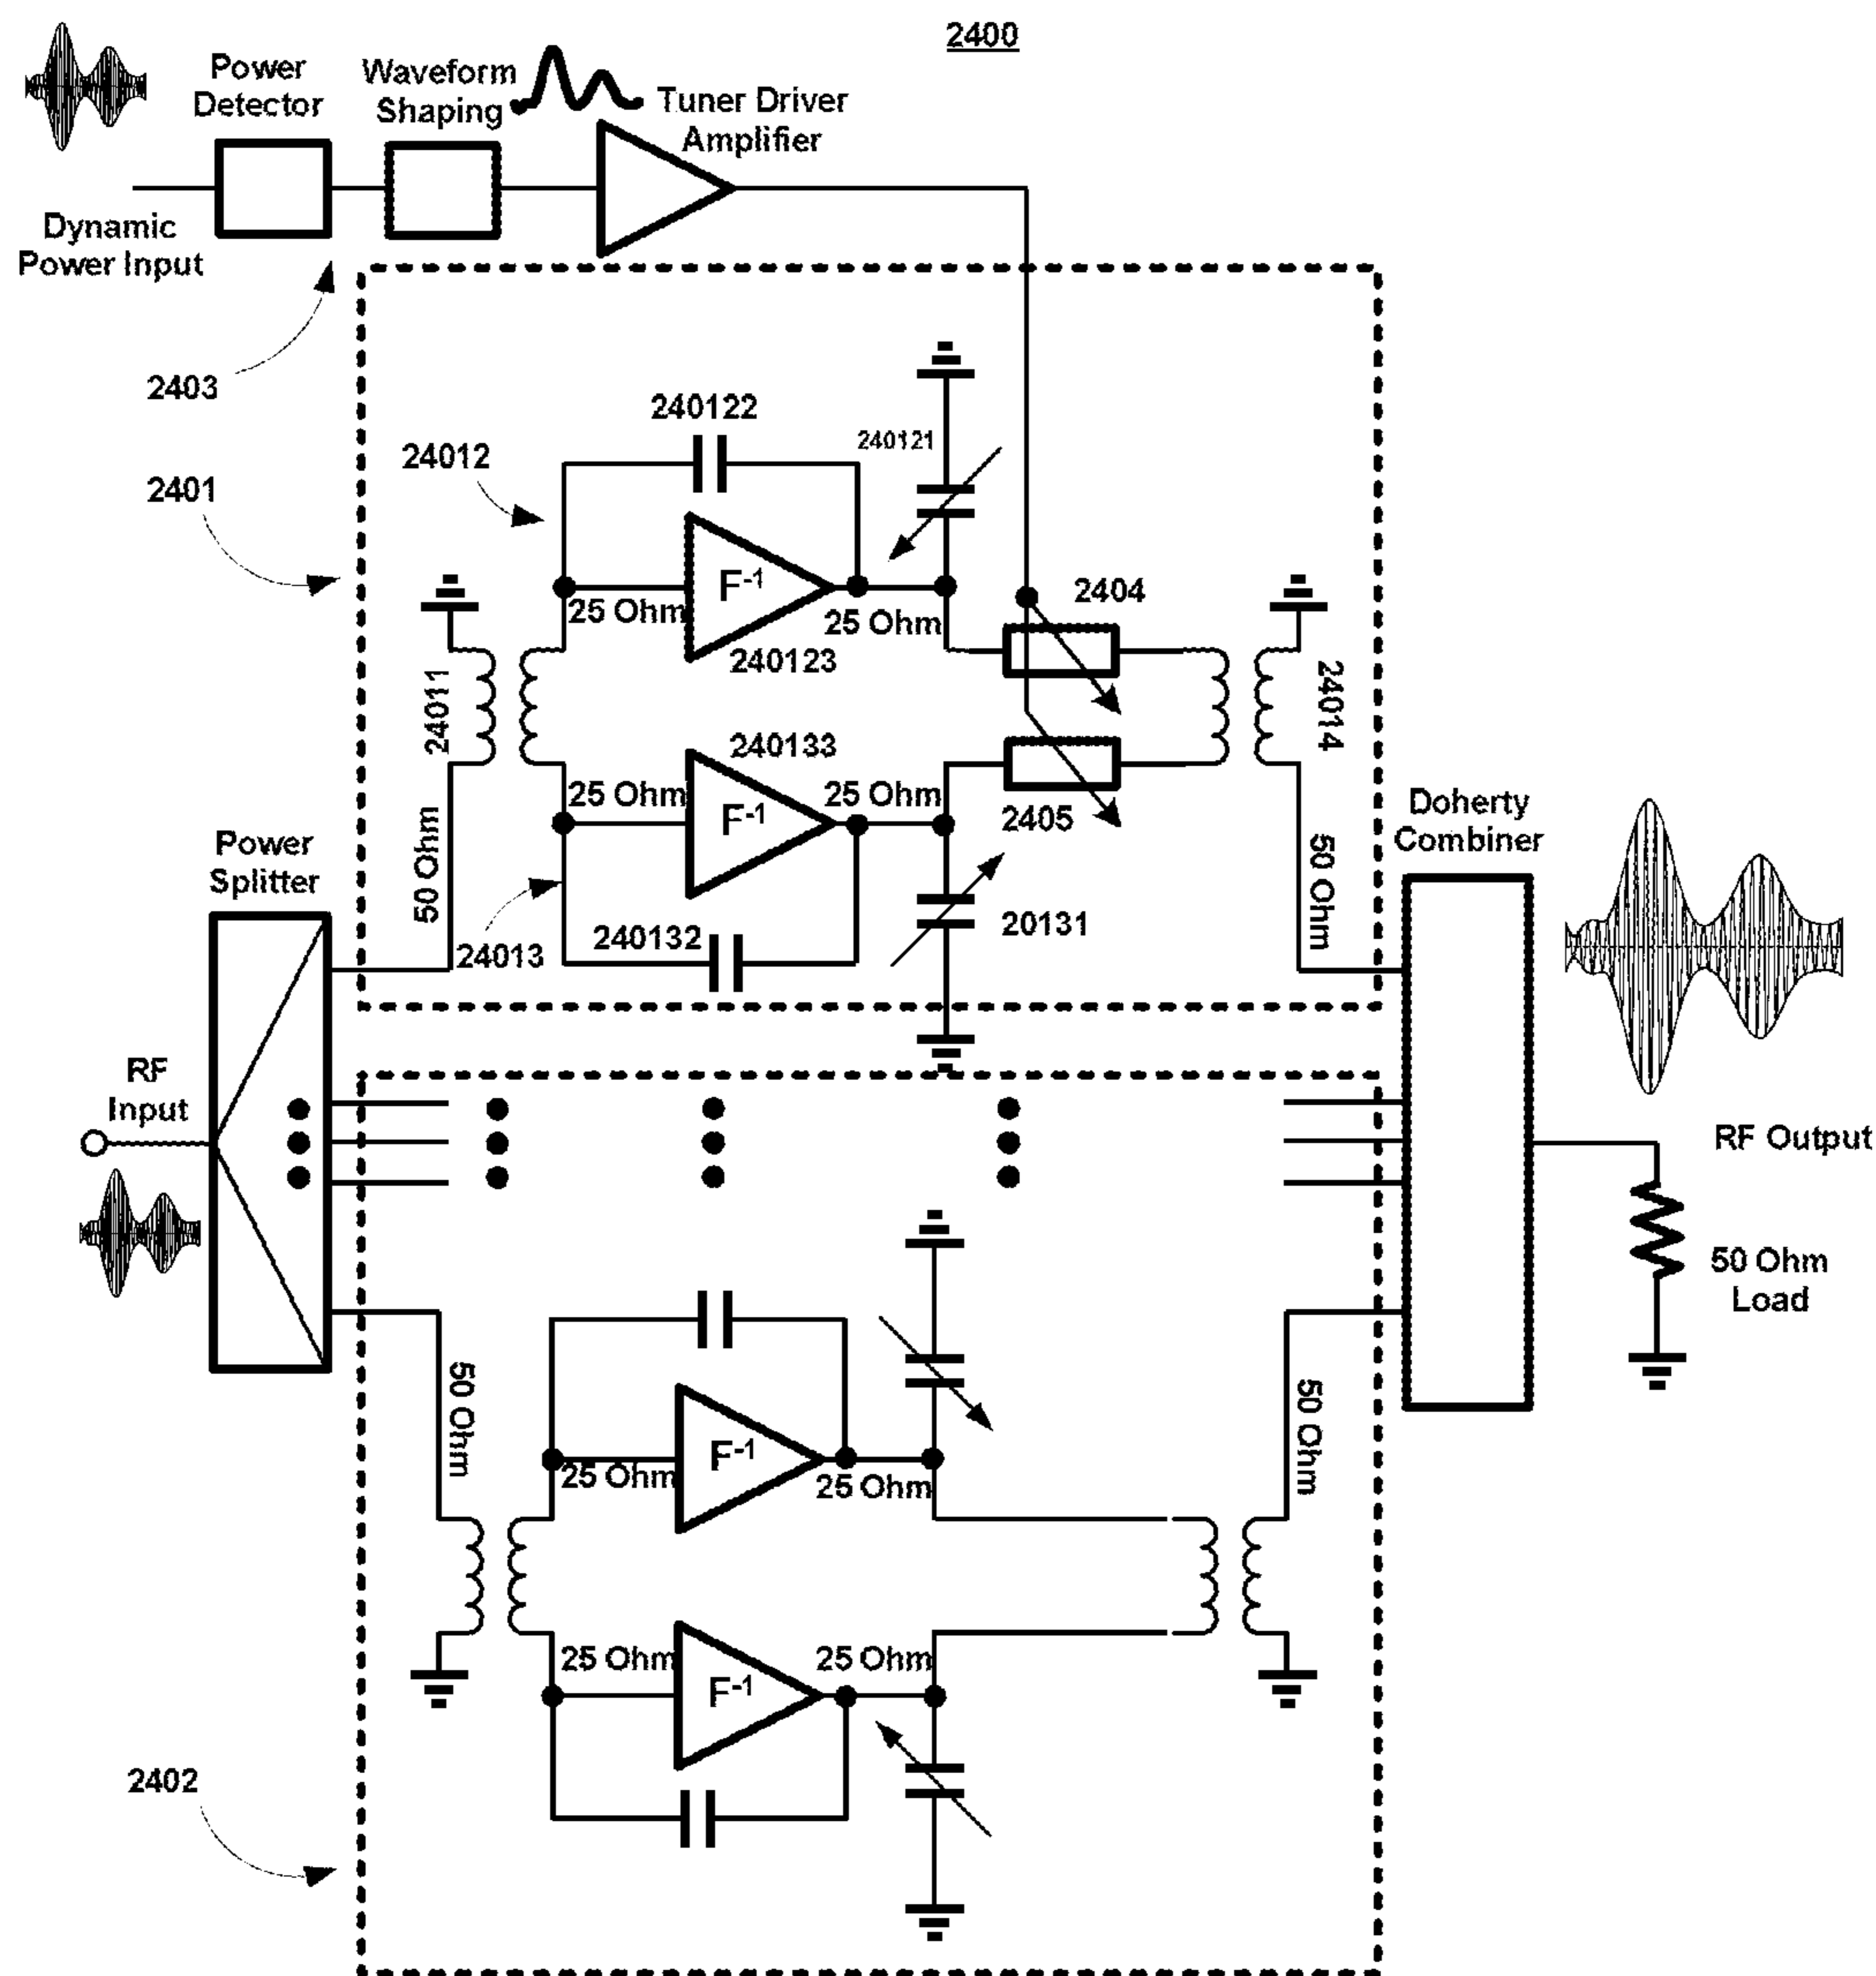 2400
Power
Detector
Waveform
Shaping
Tuner Driver
Amplifier
Dynamic
Power Input
2403
2401
240122
240121
24012
F-1
25 Ohm
25 Ohm
240123
2404
24011
24014
240133
25 Ohm
F-1
25 Ohm
2405
50 Ohm
50 Ohm
24013
240132
20131
Power
Splitter
Doherty
Combiner
RF
Input
RF Output
50 Ohm
Load
50 Ohm
50 Ohm
F-1
25 Ohm
25 Ohm
25 Ohm
F-1
25 Ohm
2402